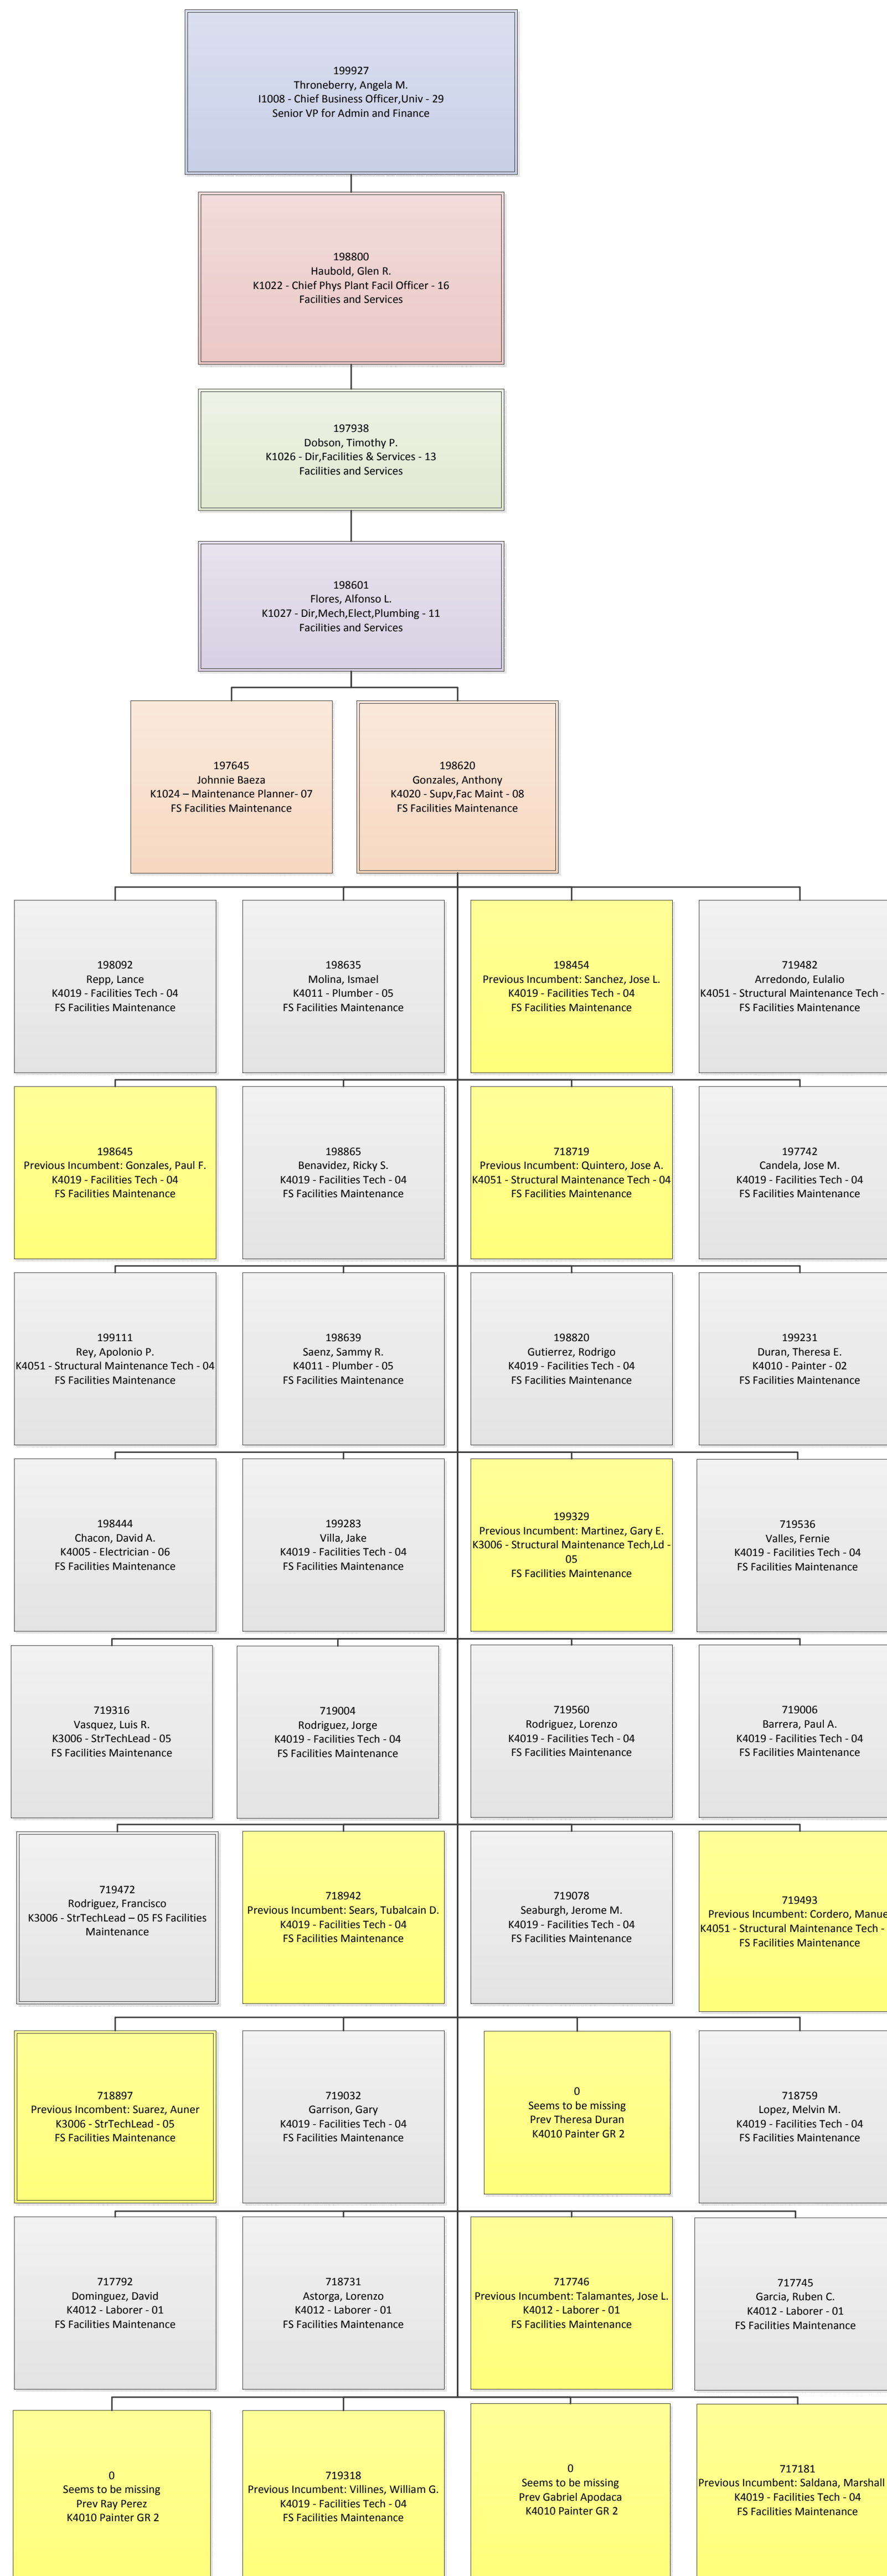 199927
Throneberry, Angela M.
I1008 - Chief Business Officer,Univ - 29
Senior VP for Admin and Finance
198800
Haubold, Glen R.
K1022 - Chief Phys Plant Facil Officer - 16
Facilities and Services
197938
Dobson, Timothy P.
K1026 - Dir,Facilities & Services - 13
Facilities and Services
198601
Flores, Alfonso L.
K1027 - Dir,Mech,Elect,Plumbing - 11
Facilities and Services
197645
Johnnie Baeza
K1024 – Maintenance Planner- 07
FS Facilities Maintenance
198620
Gonzales, Anthony
K4020 - Supv,Fac Maint - 08
FS Facilities Maintenance
198092
Repp, Lance
K4019 - Facilities Tech - 04
FS Facilities Maintenance
198635
Molina, Ismael
K4011 - Plumber - 05
FS Facilities Maintenance
198454
Previous Incumbent: Sanchez, Jose L.
K4019 - Facilities Tech - 04
FS Facilities Maintenance
719482
Arredondo, Eulalio
K4051 - Structural Maintenance Tech -
FS Facilities Maintenance
198645
Previous Incumbent: Gonzales, Paul F.
K4019 - Facilities Tech - 04
FS Facilities Maintenance
198865
Benavidez, Ricky S.
K4019 - Facilities Tech - 04
FS Facilities Maintenance
718719
Previous Incumbent: Quintero, Jose A.
K4051 - Structural Maintenance Tech - 04
FS Facilities Maintenance
197742
Candela, Jose M.
K4019 - Facilities Tech - 04
FS Facilities Maintenance
199111
Rey, Apolonio P.
K4051 - Structural Maintenance Tech - 04
FS Facilities Maintenance
198639
Saenz, Sammy R.
K4011 - Plumber - 05
FS Facilities Maintenance
198820
Gutierrez, Rodrigo
K4019 - Facilities Tech - 04
FS Facilities Maintenance
199231
Duran, Theresa E.
K4010 - Painter - 02
FS Facilities Maintenance
198444
Chacon, David A.
K4005 - Electrician - 06
FS Facilities Maintenance
199283
Villa, Jake
K4019 - Facilities Tech - 04
FS Facilities Maintenance
199329
Previous Incumbent: Martinez, Gary E.
K3006 - Structural Maintenance Tech,Ld -
05
FS Facilities Maintenance
719536
Valles, Fernie
K4019 - Facilities Tech - 04
FS Facilities Maintenance
719316
Vasquez, Luis R.
K3006 - StrTechLead - 05
FS Facilities Maintenance
719004
Rodriguez, Jorge
K4019 - Facilities Tech - 04
FS Facilities Maintenance
719560
Rodriguez, Lorenzo
K4019 - Facilities Tech - 04
FS Facilities Maintenance
719006
Barrera, Paul A.
K4019 - Facilities Tech - 04
FS Facilities Maintenance
719472
Rodriguez, Francisco
K3006 - StrTechLead – 05 FS Facilities
Maintenance
718942
Previous Incumbent: Sears, Tubalcain D.
K4019 - Facilities Tech - 04
FS Facilities Maintenance
719078
Seaburgh, Jerome M.
K4019 - Facilities Tech - 04
FS Facilities Maintenance
719493
Previous Incumbent: Cordero, Manue
K4051 - Structural Maintenance Tech -
FS Facilities Maintenance
718897
Previous Incombent: Suarez, Auner
K3006 - StrTechLead - 05
FS Facilities Maintenance
719032
Garrison, Gary
K4019 - Facilities Tech - 04
FS Facilities Maintenance
0
Seems to be missing
Prev Theresa Duran
K4010 Painter GR 2
718759
Lopez, Melvin M.
K4019 - Facilities Tech - 04
FS Facilities Maintenance
717792
Dominguez, David
K4012 - Laborer - 01
FS Facilities Maintenance
718731
Astorga, Lorenzo
K4012 - Laborer - 01
FS Facilities Maintenance
717746
Previous Incumbent: Talamantes, Jose L.
K4012 - Laborer - 01
FS Facilities Maintenance
717745
Garcia, Ruben C.
K4012 - Laborer - 01
FS Facilities Maintenance
0
Seems to be missing
Prev Ray Perez
K4010 Painter GR 2
719318
Previous Incumbent: Villines, William G.
K4019 - Facilities Tech - 04
FS Facilities Maintenance
0
Seems to be missing
Prev Gabriel Apodaca
K4010 Painter GR 2
717181
Previous Incumbent: Saldana, Marshall
K4019 - Facilities Tech - 04
FS Facilities Maintenance